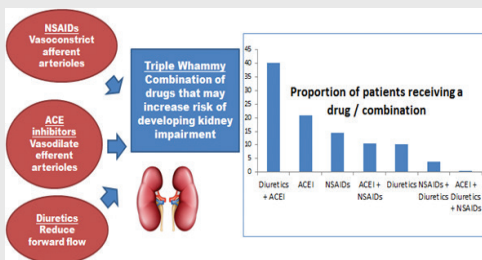 NSAIDs
Vasoconstrict
afferent
arterioles
ACE
inhibitors
Vasodilate
efferent
arterioles
Diuretics
Reduce
forward flow
Triple Whammy
Combination of
drugs that may
increase risk of
developing kidney
impairment
Proportion of patients receiving a
drug / combination
45
40
35
30
25
20
15
10
5
0
Diuretics
+ ACEI
ACEI
NSAIDs
ACEI +
NSAIDs
Diuretics
NSAIDs +
Diuretics
ACEI +
Diuretics
+ NSAIDs